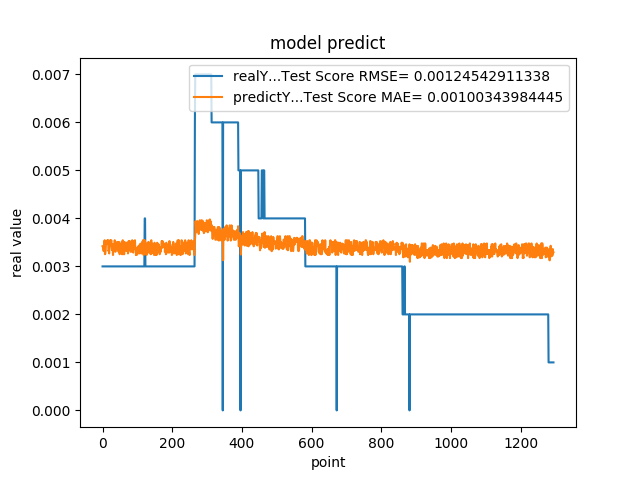 model predict
realY...Test Score RMSE= 0.00124542911338
predictY...Test Score MAE= 0.00100343984445
0.007
0.006
0.005
0.004
0.003
0.002
0.001
0.000
real value
0 200 400 600 800 1000 1200
point